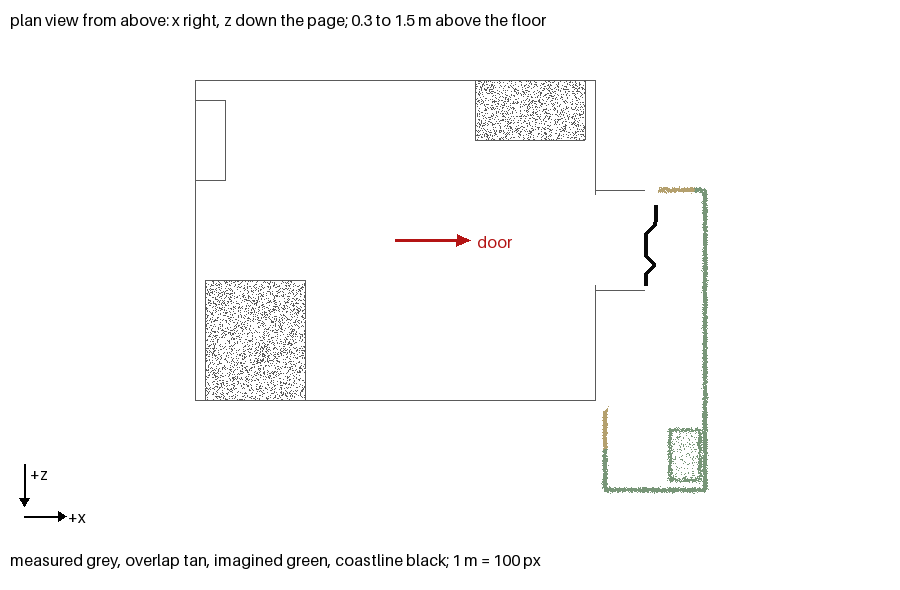 plan view from above: x right, z down the page; 0.3 to 1.5 m above the floor
door
+z
+x
measured grey, overlap tan, imagined green, coastline black; 1 m = 100 px